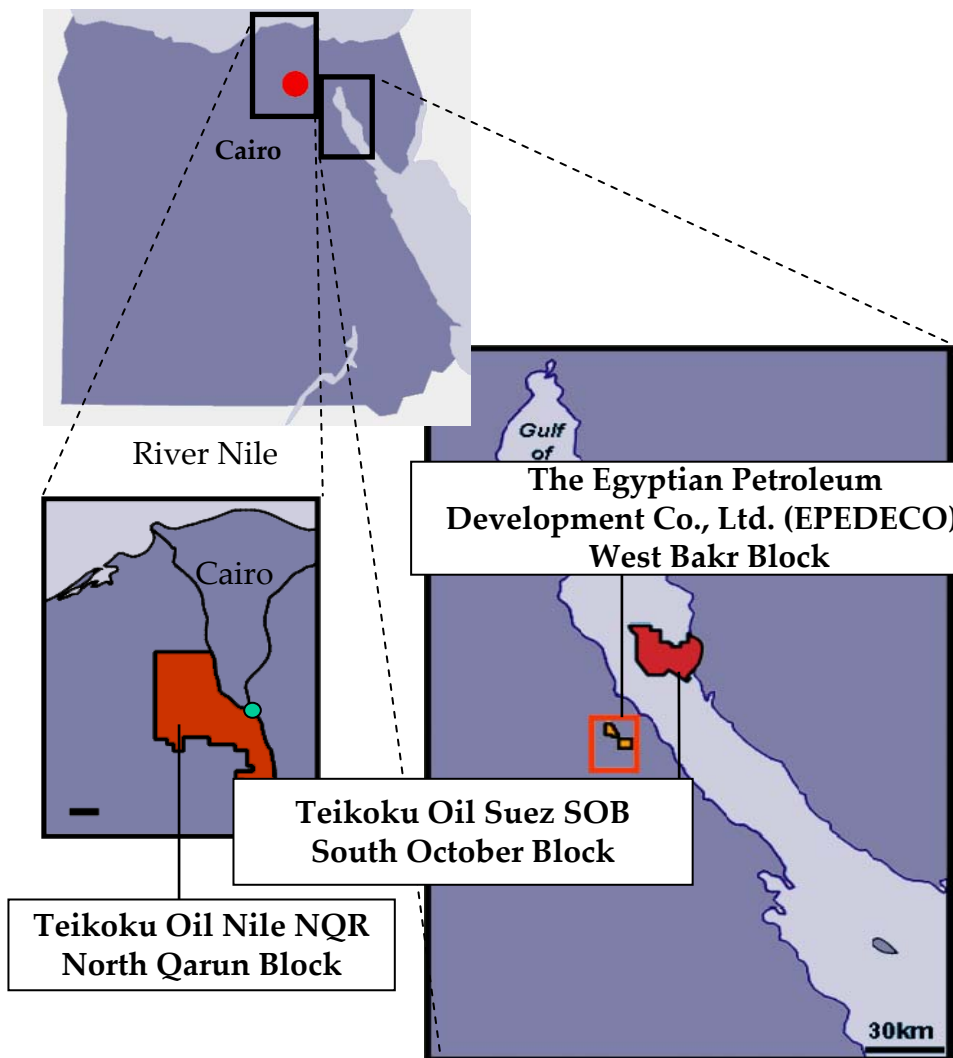 Cairo
River Nile
Gulf
of
The Egyptian Petroleum
Development Co., Ltd. (EPEDECO)
West Bakr Block
Cairo
Teikoku Oil Suez SOB
South October Block
Teikoku Oil Nile NQR
North Qarun Block
30km